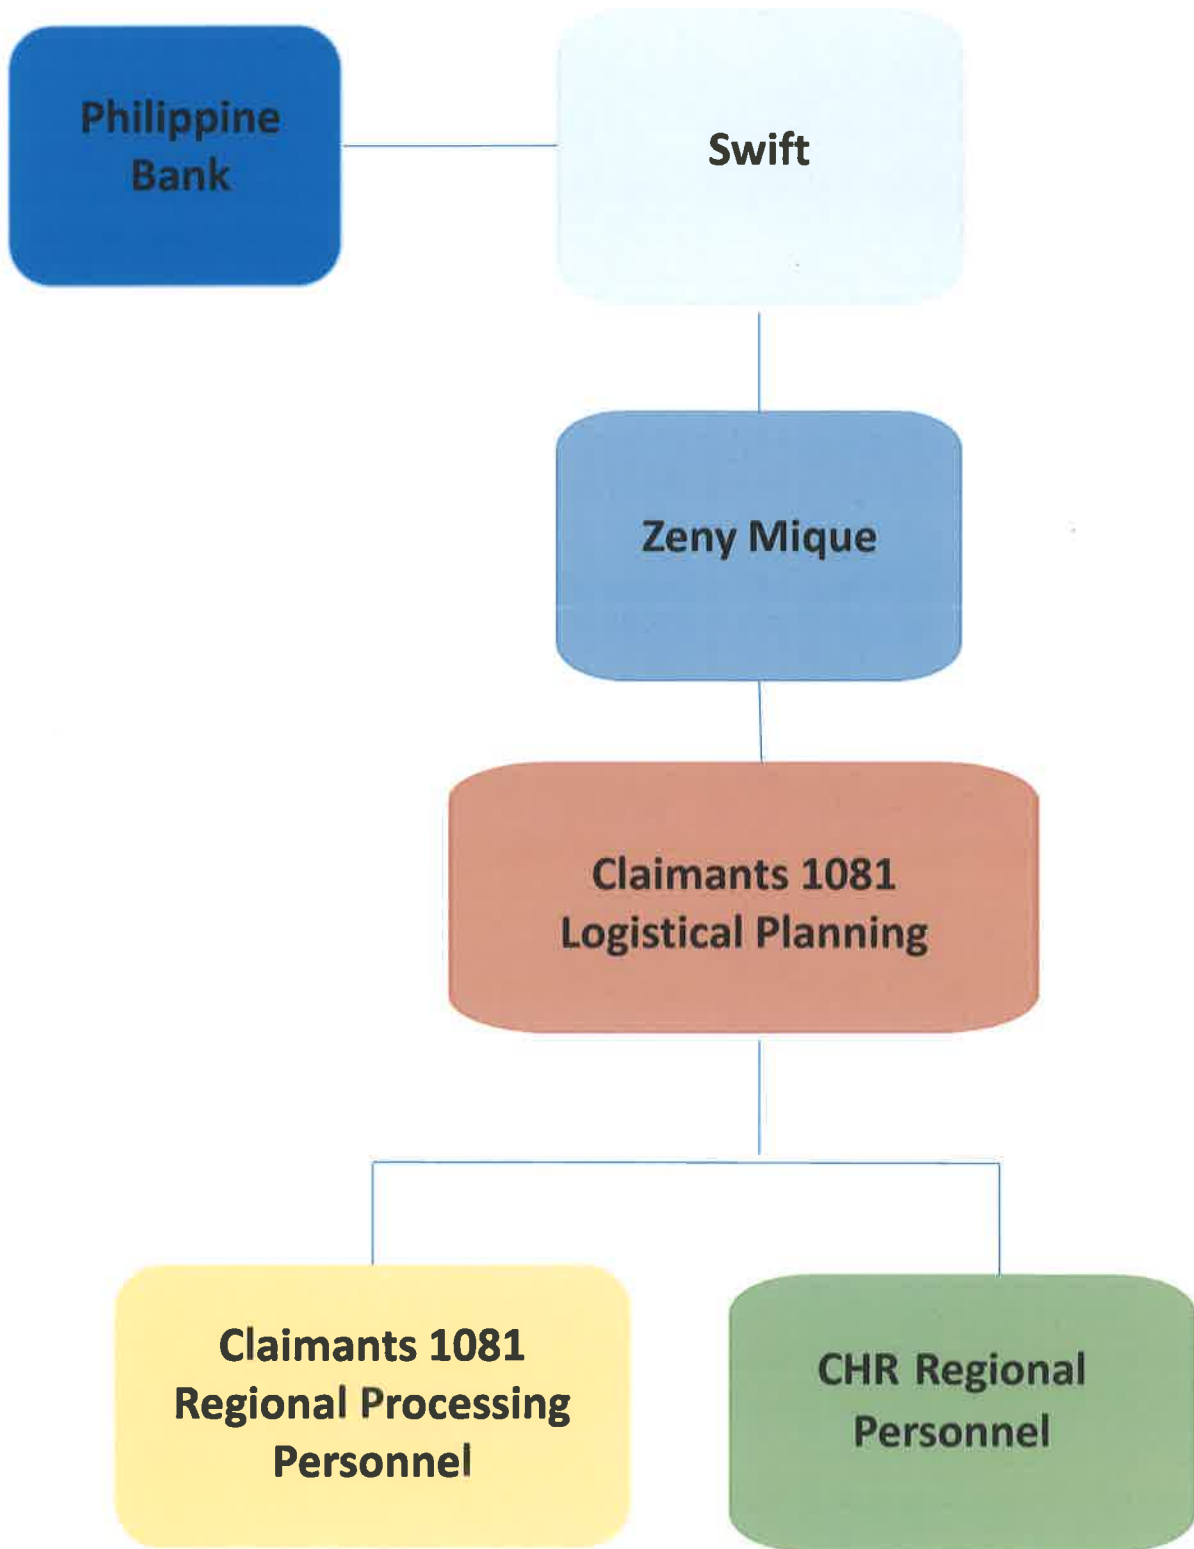 Philippine
Bank
Swift
Zeny Mique
Claimants 1081
Logistical Planning
Claimants 1081
Regional Processing
Personnel
CHR Regional
Personnel